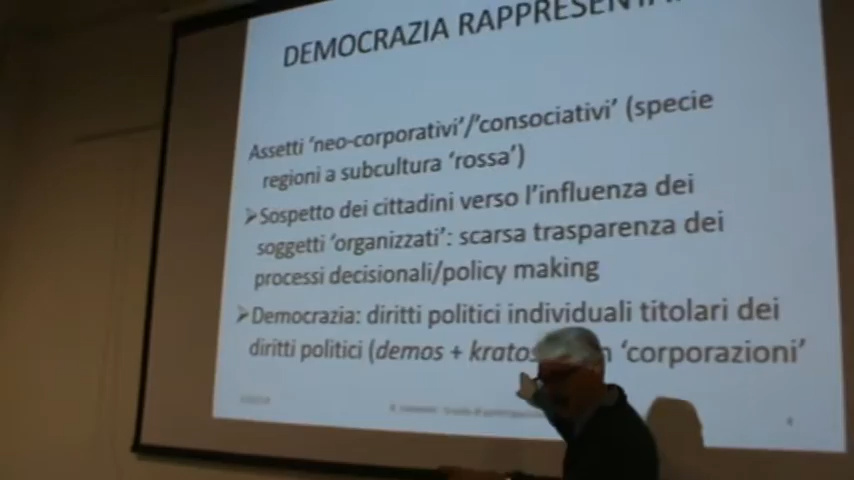 DEMOCRAZIA
Assetti 'neo-corporativi'/'consociativi' (specie
regioni a subcultura 'rossa')
➢Sospetto dei cittadini verso l'influenza dei
soggetti 'organizzati': scarsa trasparenza dei
processi decisionali/policy making
➢Democrazia: diritti politici individuali titolari dei
diritti politici (demos + kratos 'corporazioni'